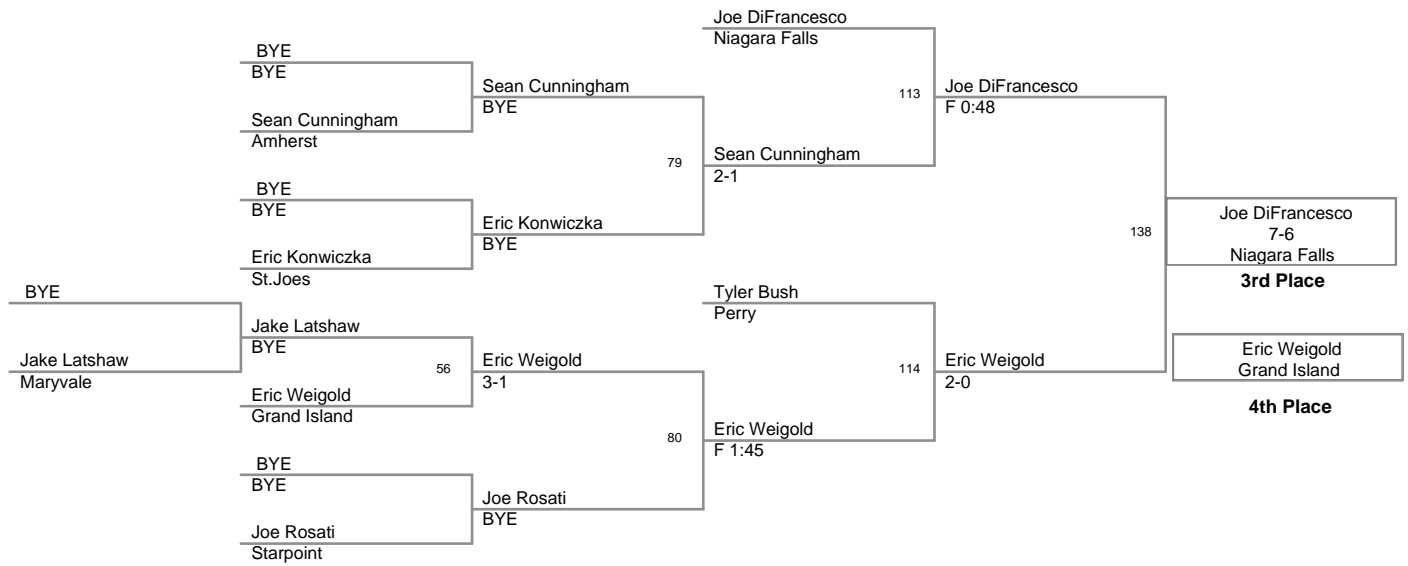 Joe DiFrancesco
Niagara Falls
BYE
BYE
Sean Cunningham
BYE
113
Joe DiFrancesco
F 0:48
Sean Cunningham
Amherst
79
Sean Cunningham
2-1
BYE
BYE
Eric Konwiczka
BYE
138
Joe DiFrancesco
7-6
Niagara Falls
3rd Place
Eric Konwiczka
St.Joes
BYE
Tyler Bush
Perry
Jake Latshaw
BYE
Jake Latshaw
Maryvale
56
Eric Weigold
3-1
114
Eric Weigold
2-0
Eric Weigold
Grand Island
4th Place
Eric Weigold
Grand Island
80
Eric Weigold
F 1:45
BYE
BYE
Joe Rosati
BYE
Joe Rosati
Starpoint